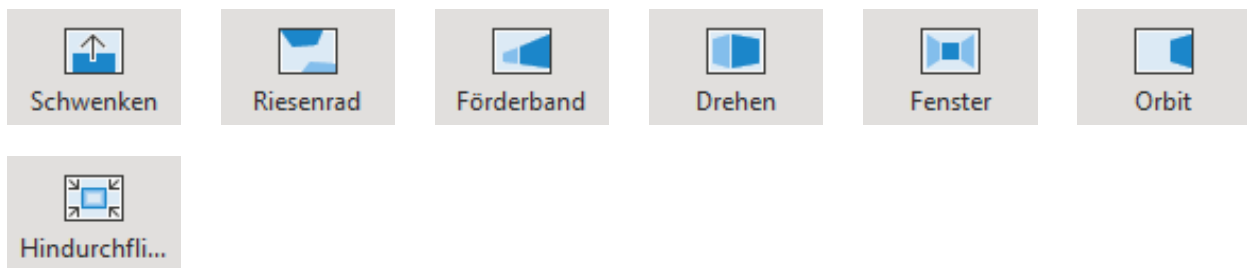 Schwenken
Riesenrad
Förderband
Drehen
Fenster
Orbit
Hindurchfli...